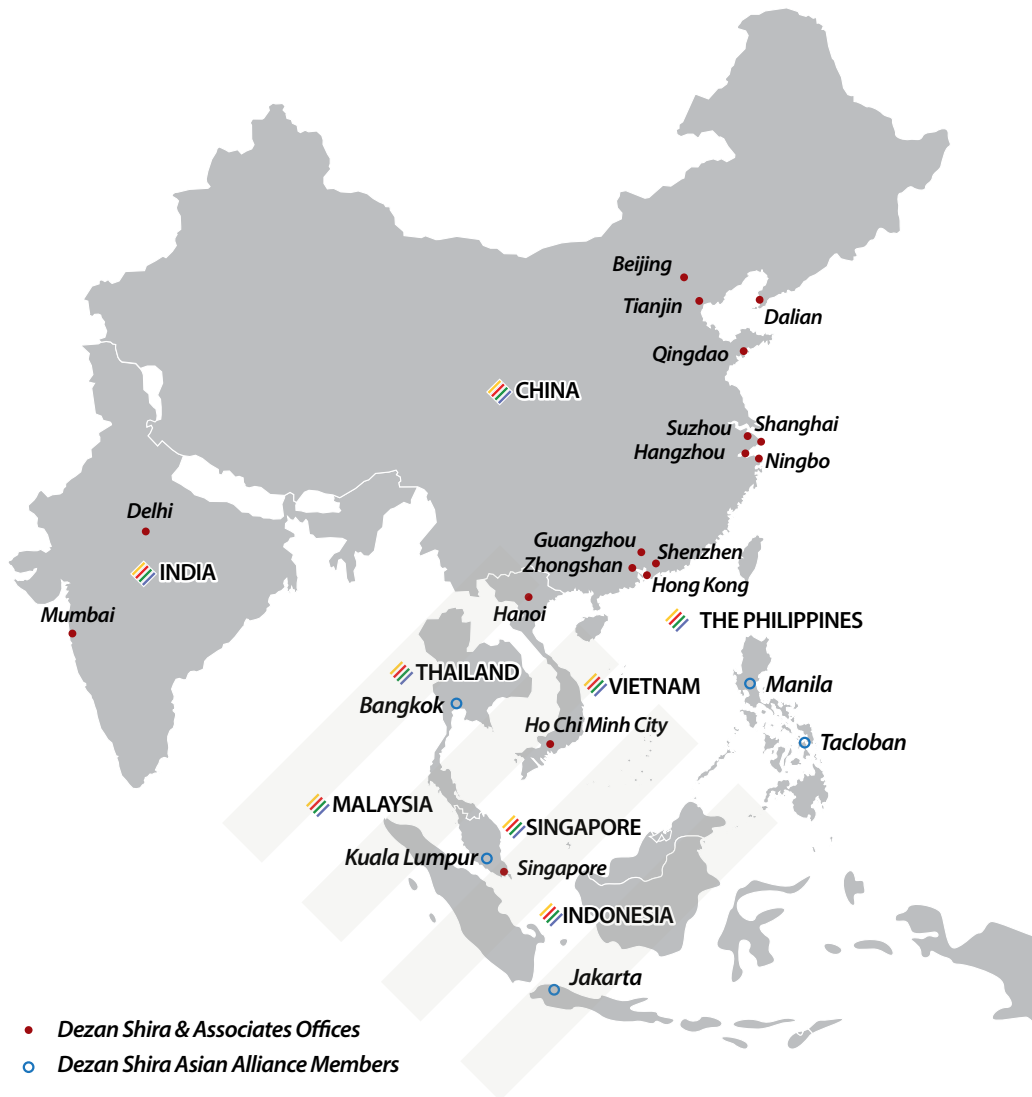 Beijing
Tianjin
Dalian
Qingdao
CHINA
Suzhou
Shanghai
Hangzhou
Ningbo
Delhi
Guangzhou
Shenzhen
Zhongshan
Hong Kong
INDIA
Mumbai
Hanoi
THE PHILIPPINES
THAILAND
VIETNAM
Manila
Bangkok
Ho Chi Minh City
Tacloban
MALAYSIA
SINGAPORE
Kuala Lumpur
Singapore
INDONESIA
Jakarta
Dezan Shira & Associates Offices
Dezan Shira Asian Alliance Members